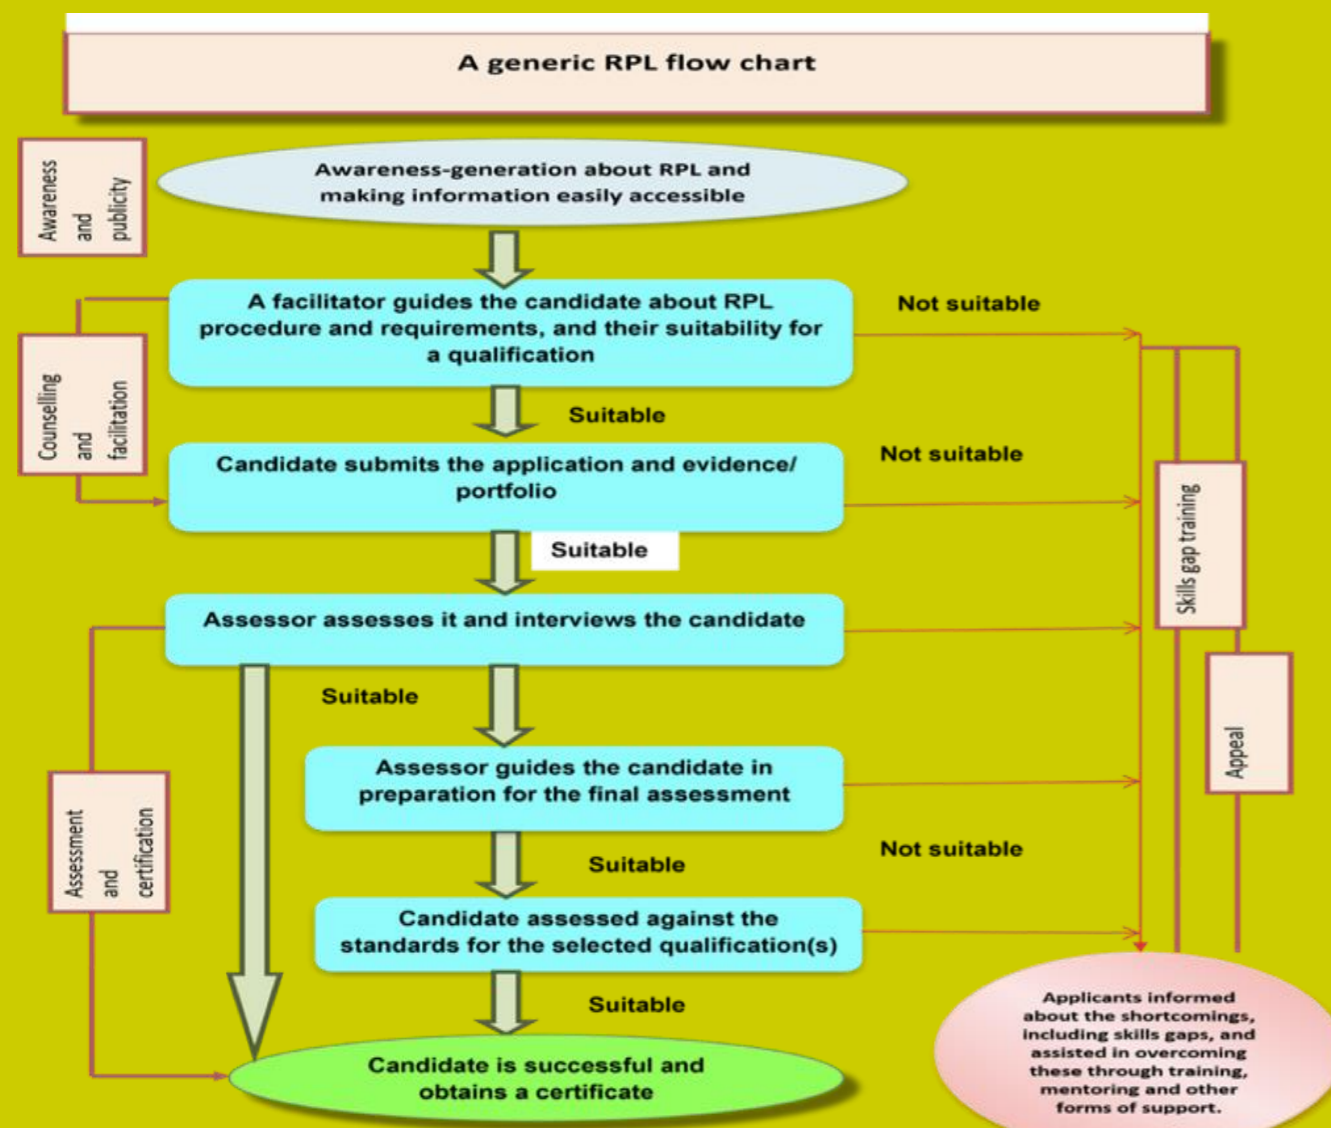 A generic RPL flow chart
Awareness
and
publicity
Awareness-generation about RPL and
making information easily accessible
A facilitator guides the candidate about RPL
procedure and requirements, and their suitability for
a qualification
Not suitable
Counselling
and
facilitation
Suitable
Candidate submits the application and evidence/
portfolio
Not suitable
Skills gap training
Suitable
Assessor assesses it and interviews the candidate
Suitable
Appeal
Assessor guides the candidate in
preparation for the final assessment
Assessment
and
certification
Suitable
Not suitable
Candidate assessed against the
standards for the selected qualification(s)
Suitable
Candidate is successful and
obtains a certificate
Applicants informed
about the shortcomings,
including skills gaps, and
assisted in overcoming
these through training,
mentoring and other
forms of support.